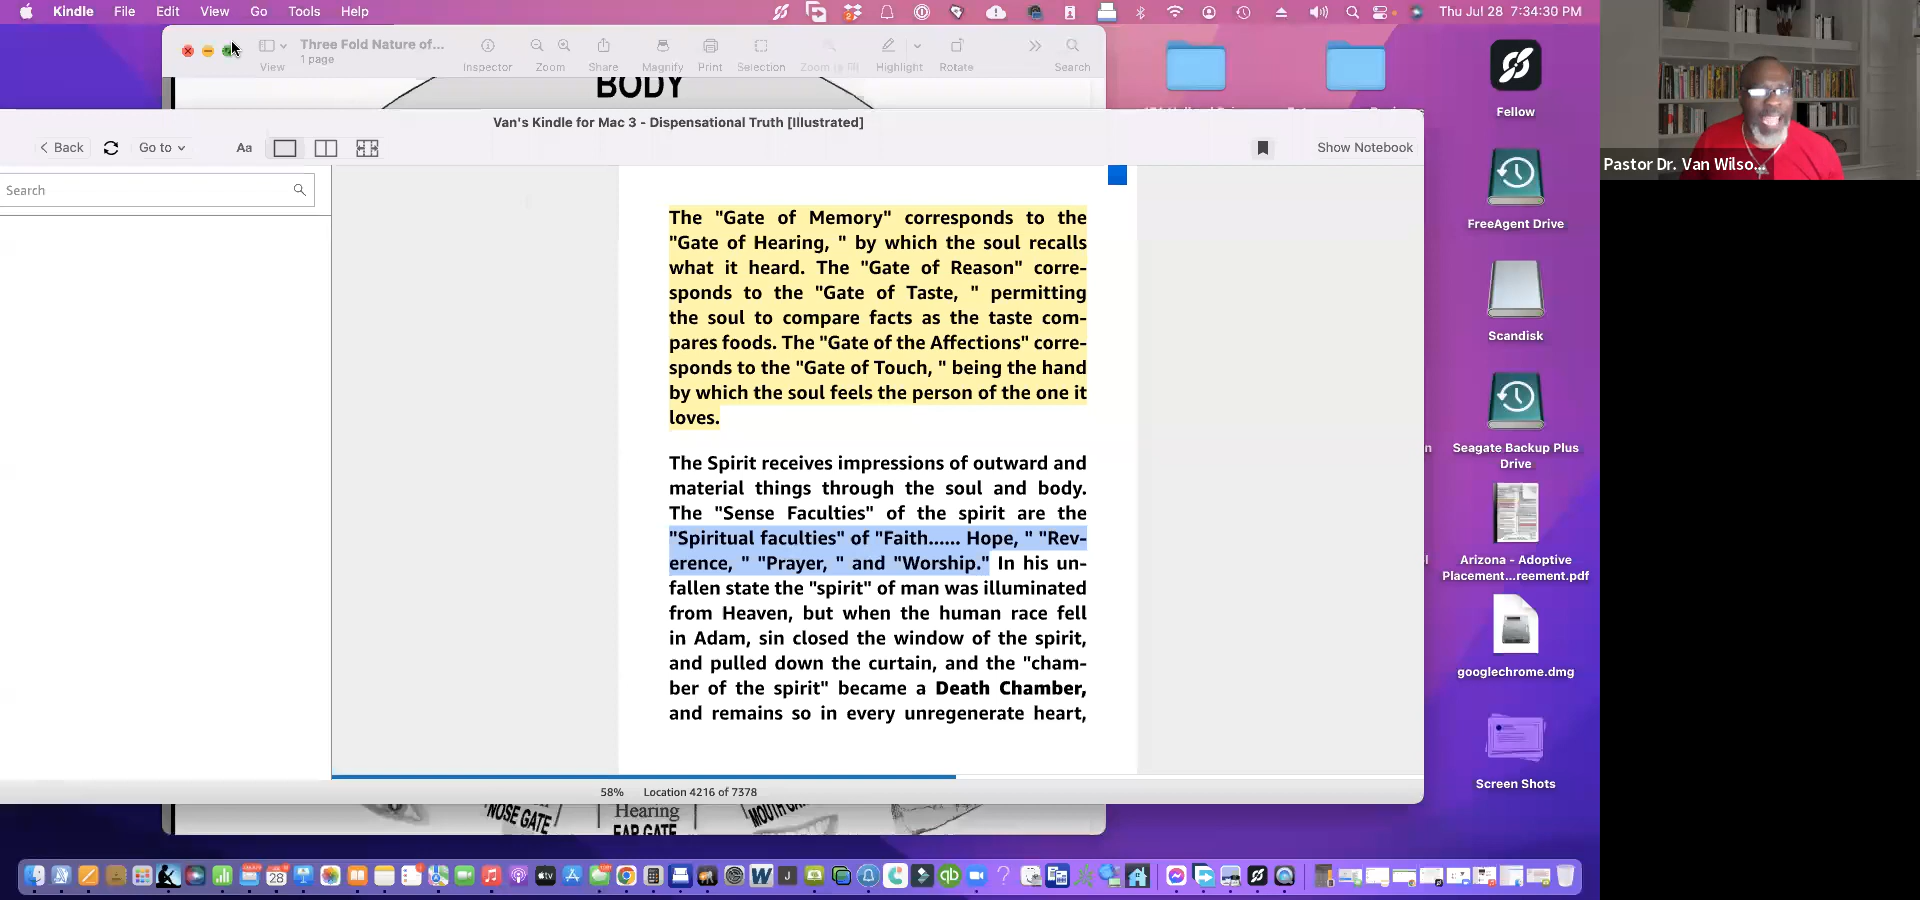 Kindle File Edit View Go Tools Help
Thu Jul 28 7:34:30 PM
Three Fold Nature of...
1 page
View Inspector Zoom Share Magnify Print Selection Zoom to Fit Highlight Rotate Search
BODY
Van's Kindle for Mac 3 - Dispensational Truth [Illustrated]
Back Go to Aa Show Notebook
Search
The "Gate of Memory" corresponds to the
"Gate of Hearing, " by which the soul recalls
what it heard. The "Gate of Reason" corre-
sponds to the "Gate of Taste, " permitting
the soul to compare facts as the taste com-
pares foods. The "Gate of the Affections" corre-
sponds to the "Gate of Touch, " being the hand
by which the soul feels the person of the one it
loves.
The Spirit receives impressions of outward and
material things through the soul and body.
The "Sense Faculties" of the spirit are the
"Spiritual faculties" of "Faith...... Hope, " "Rev-
erence, " "Prayer, " and "Worship." In his un-
fallen state the "spirit" of man was illuminated
from Heaven, but when the human race fell
in Adam, sin closed the window of the spirit,
and pulled down the curtain, and the "cham-
ber of the spirit" became a Death Chamber,
and remains so in every unregenerate heart,
58% Location 4216 of 7378
NOSE GATE
Hearing
EAR GATE
Fellow
FreeAgent Drive
Scandisk
Seagate Backup Plus
Drive
Arizona - Adoptive
Placement...reement.pdf
googlechrome.dmg
Screen Shots
Pastor Dr. Van Wilso...